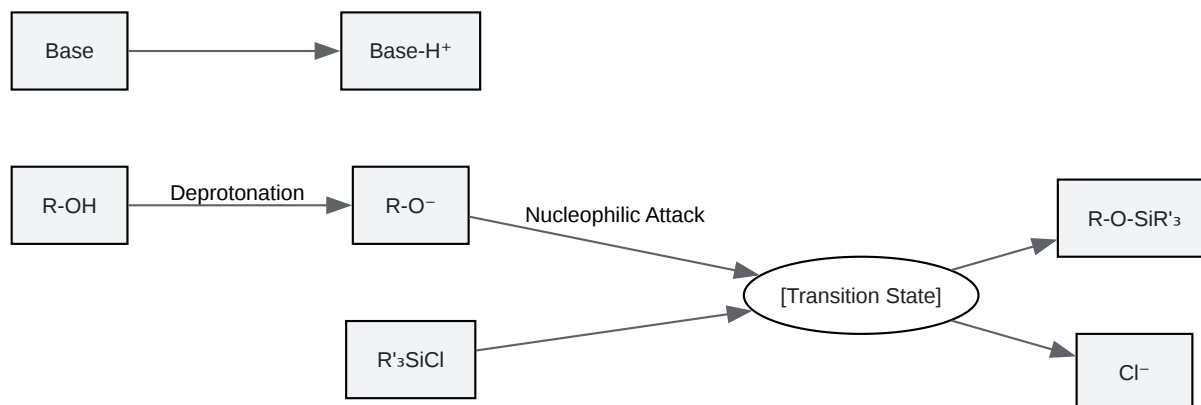 Base
Base-H⁺
R-OH
Deprotonation
R-O⁻
Nucleophilic Attack
R'₃SiCl
[Transition State]
R-O-SiR'₃
Cl⁻